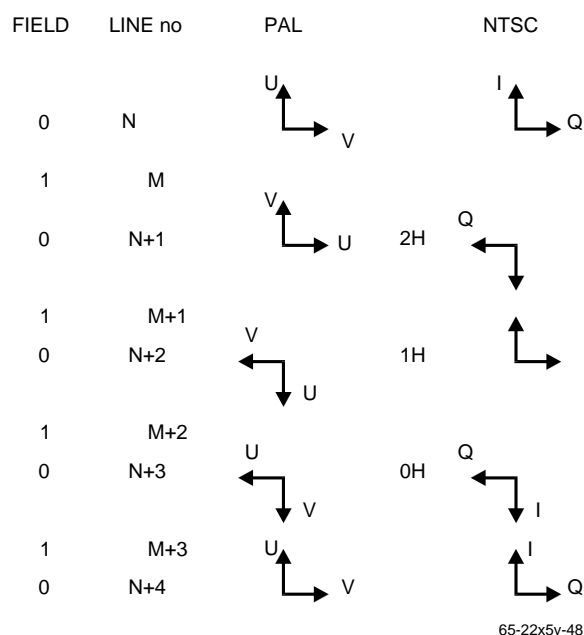 FIELD LINE no PAL NTSC
U I
0 N V Q
1 M
V
0 N+1 U 2H Q
1 M+1
V
0 N+2 1H
U
1 M+2
U Q
0 N+3 0H
V I
1 M+3 U I
0 N+4 V Q
65-22x5v-48